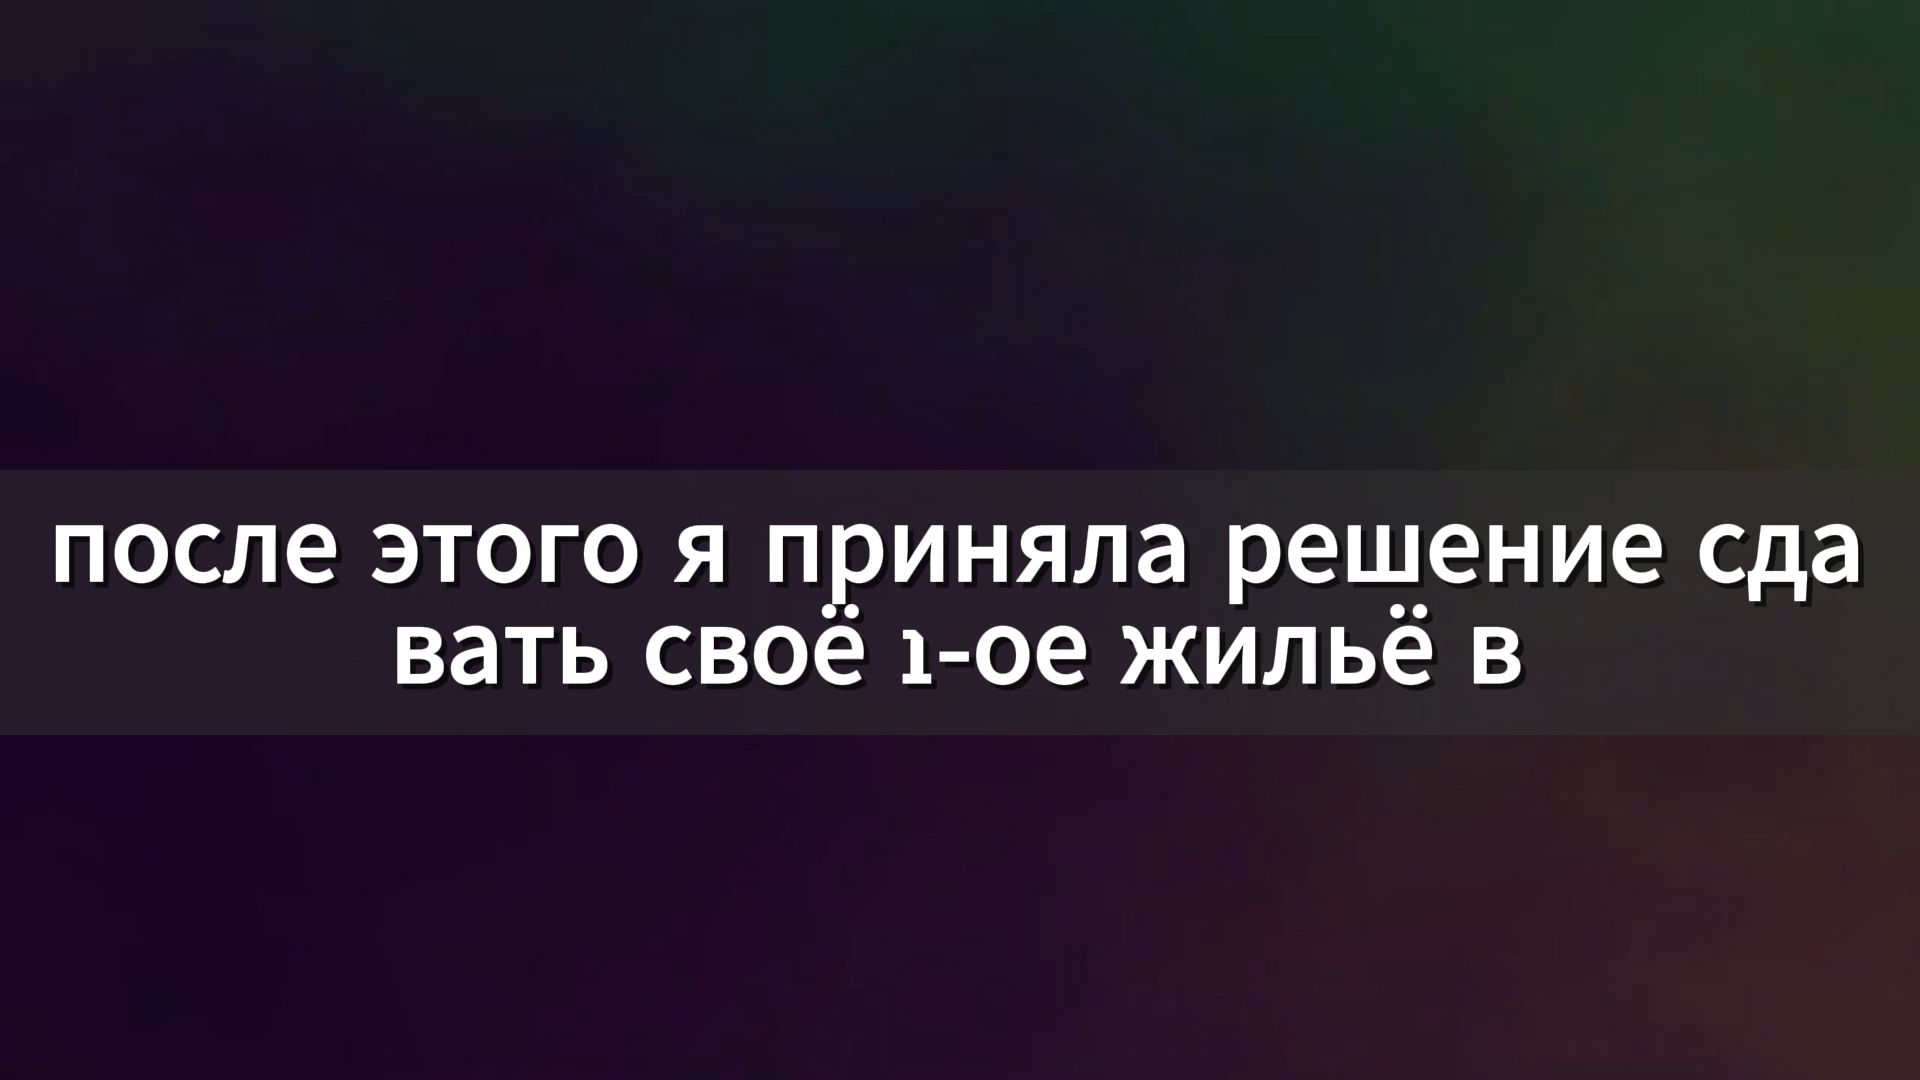 после этого я приняла решение сда
вать своё 1-ое жильё в